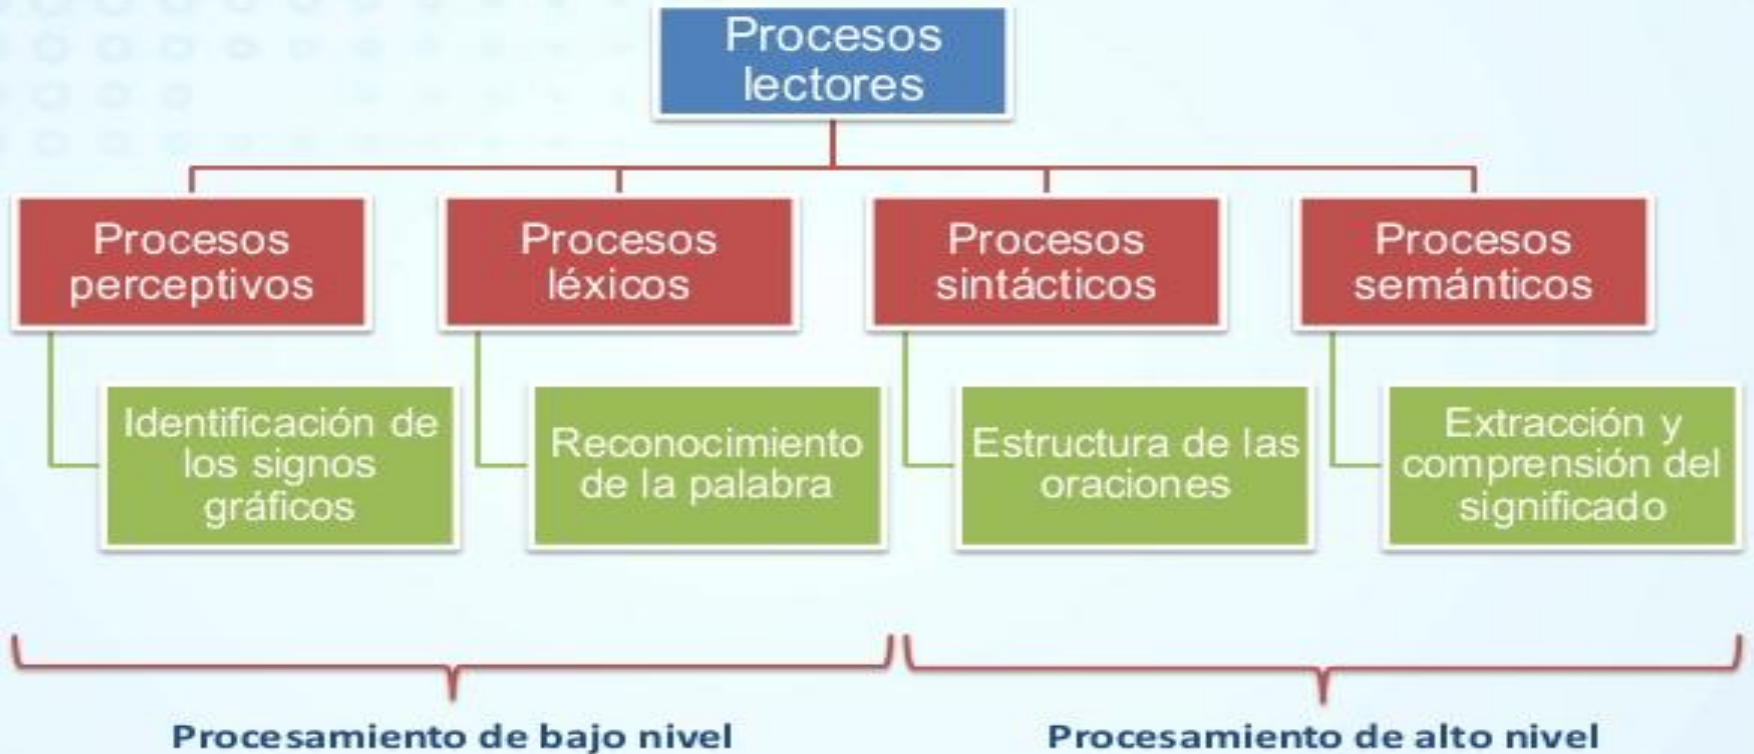 Procesos
lectores
Procesos
perceptivos
Procesos
léxicos
Procesos
sintácticos
Procesos
semánticos
Identificación de
los signos
gráficos
Reconocimiento
de la palabra
Estructura de las
oraciones
Extracción y
comprensión del
significado
Procesamiento de bajo nivel
Procesamiento de alto nivel